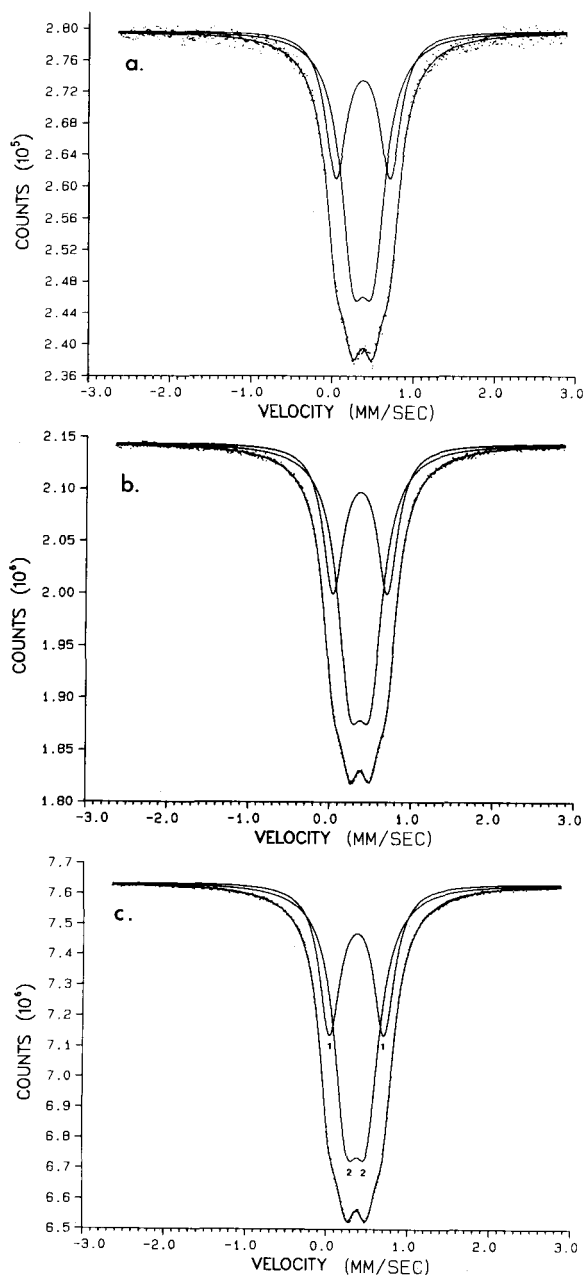 a.
COUNTS (10⁵)
2.80
2.76
2.72
2.68
2.64
2.60
2.56
2.52
2.48
2.44
2.40
2.36
-3.0 -2.0 -1.0 0.0 1.0 2.0 3.0
VELOCITY (MM/SEC)
b.
COUNTS (10⁶)
2.15
2.10
2.05
2.00
1.95
1.90
1.85
1.80
-3.0 -2.0 -1.0 0.0 1.0 2.0 3.0
VELOCITY (MM/SEC)
c.
COUNTS (10⁶)
7.7
7.6
7.5
7.4
7.3
7.2
7.1
7.0
6.9
6.8
6.7
6.6
6.5
1 1
2 2
-3.0 -2.0 -1.0 0.0 1.0 2.0 3.0
VELOCITY (MM/SEC)